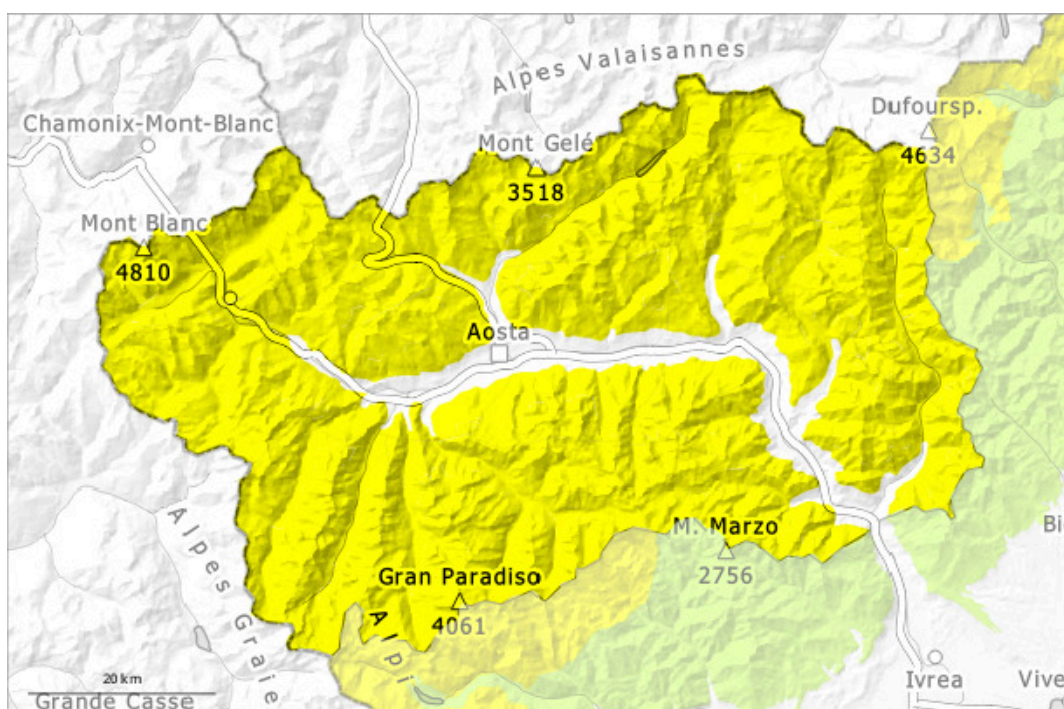 Alpes Valaisannes
Dufoursp.
4634
Chamonix-Mont-Blanc
Mont Gelé
3518
Mont Blanc
4810
Aosta
M. Marzo
2756
Gran Paradiso
4061
Alpi
Alpes Graie
20 km
Grande Casse
Ivrea
Vive
Bi